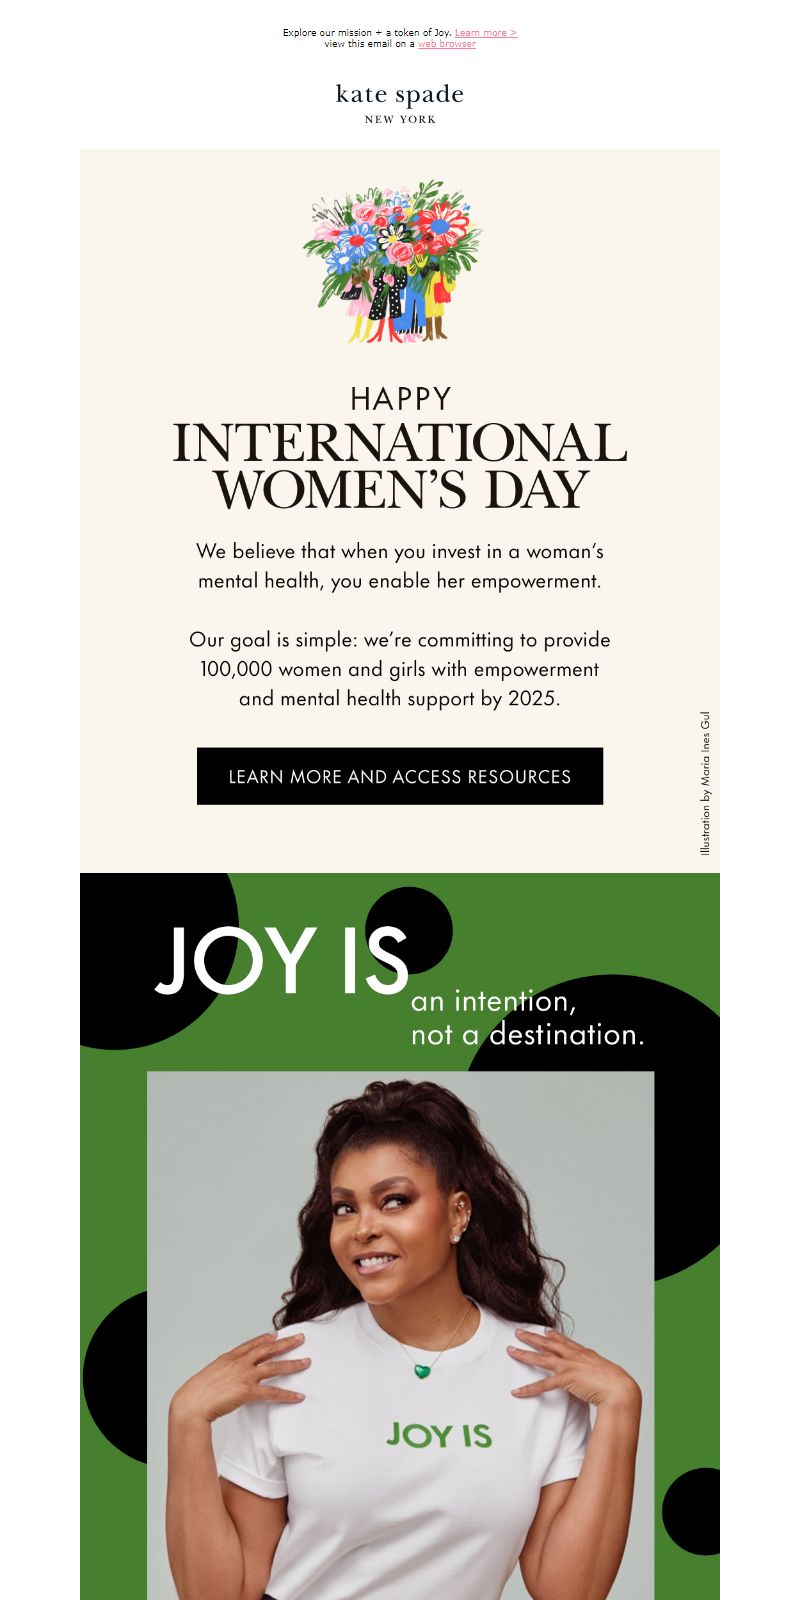 Explore our mission + a token of Joy. Learn more >
view this email on a web browser
kate spade
NEW YORK
HAPPY
INTERNATIONAL
WOMEN’S DAY
We believe that when you invest in a woman’s
mental health, you enable her empowerment.
Our goal is simple: we’re committing to provide
100,000 women and girls with empowerment
and mental health support by 2025.
LEARN MORE AND ACCESS RESOURCES
Illustration by Maria Ines Gul
JOY IS
an intention,
not a destination.
JOY IS